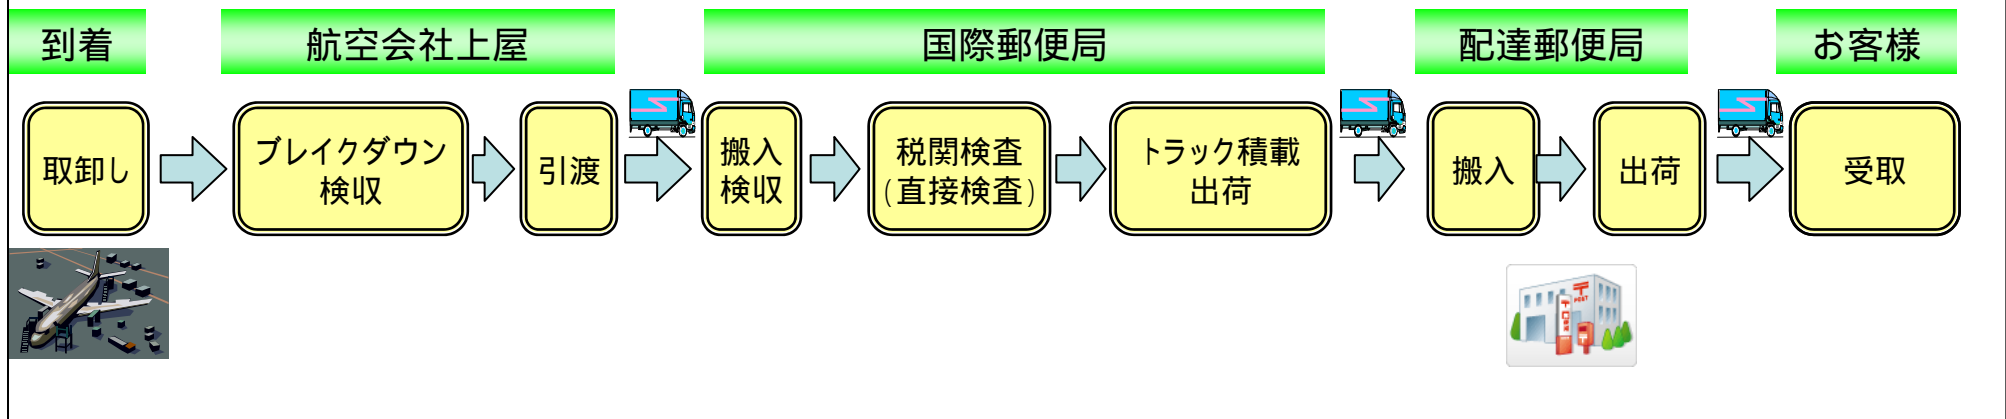 到着
航空会社上屋
国際郵便局
配達郵便局
お客様
取卸し
ブレイクダウン
検収
引渡
搬入
検収
税関検査
(直接検査)
トラック積載
出荷
搬入
出荷
受取
〒
POST
〒